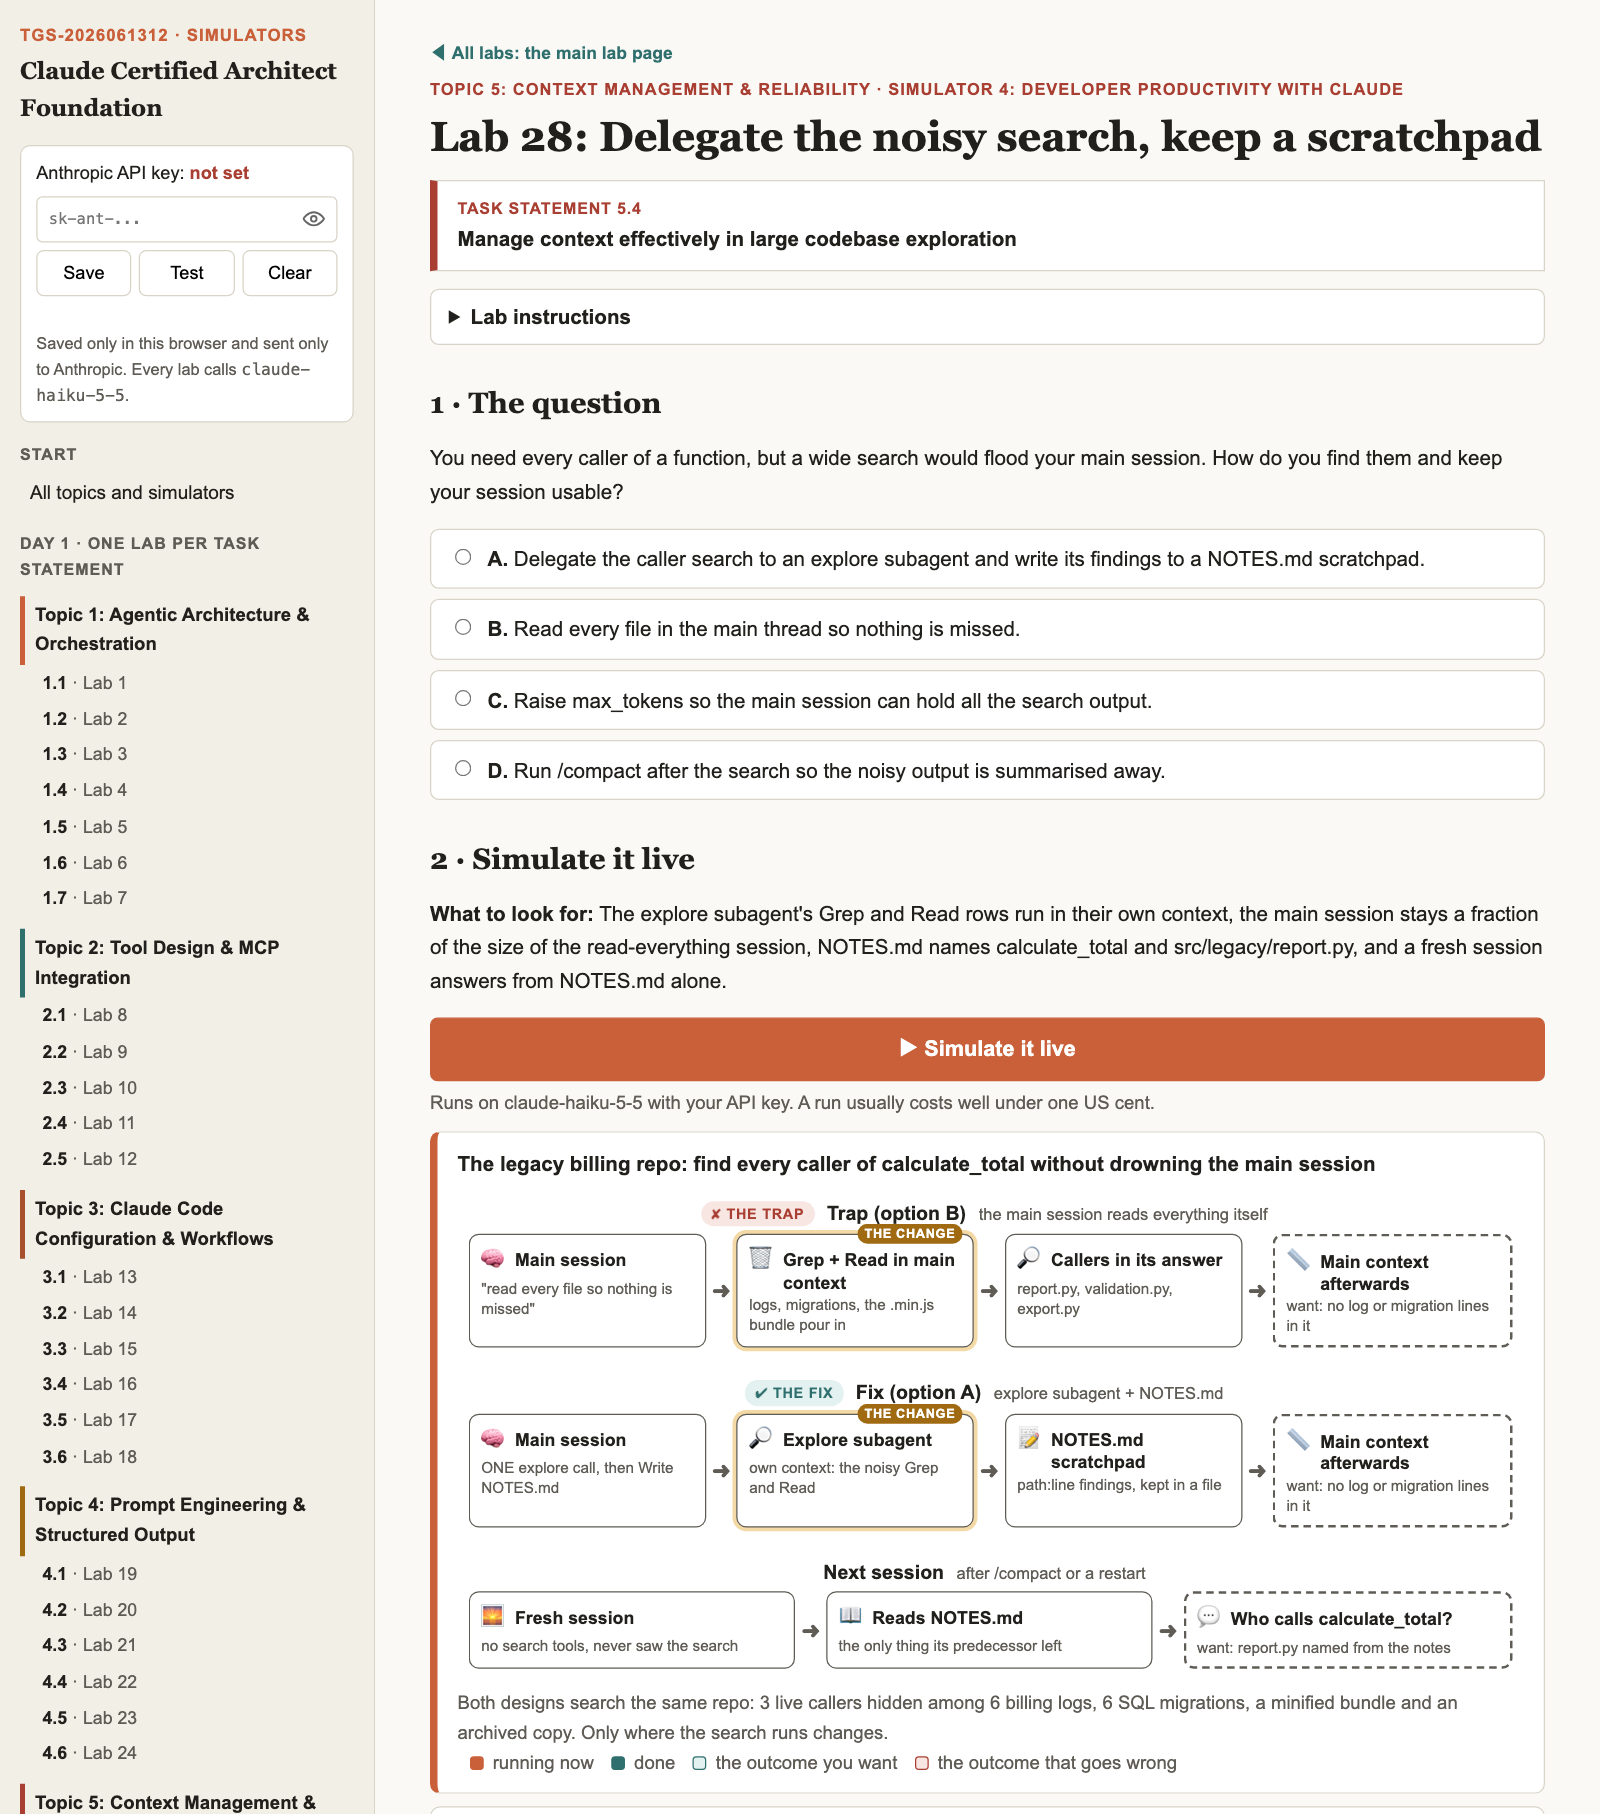 TGS-2026061312 · SIMULATORS
Claude Certified Architect
Foundation
Anthropic API key: not set
sk-ant-...
Save
Test
Clear
Saved only in this browser and sent only
to Anthropic. Every lab calls claude-
haiku-5-5.
START
All topics and simulators
DAY 1 · ONE LAB PER TASK
STATEMENT
Topic 1: Agentic Architecture &
Orchestration
1.1 · Lab 1
1.2 · Lab 2
1.3 · Lab 3
1.4 · Lab 4
1.5 · Lab 5
1.6 · Lab 6
1.7 · Lab 7
Topic 2: Tool Design & MCP
Integration
2.1 · Lab 8
2.2 · Lab 9
2.3 · Lab 10
2.4 · Lab 11
2.5 · Lab 12
Topic 3: Claude Code
Configuration & Workflows
3.1 · Lab 13
3.2 · Lab 14
3.3 · Lab 15
3.4 · Lab 16
3.5 · Lab 17
3.6 · Lab 18
Topic 4: Prompt Engineering &
Structured Output
4.1 · Lab 19
4.2 · Lab 20
4.3 · Lab 21
4.4 · Lab 22
4.5 · Lab 23
4.6 · Lab 24
Topic 5: Context Management &
◀ All labs: the main lab page
TOPIC 5: CONTEXT MANAGEMENT & RELIABILITY · SIMULATOR 4: DEVELOPER PRODUCTIVITY WITH CLAUDE
Lab 28: Delegate the noisy search, keep a scratchpad
TASK STATEMENT 5.4
Manage context effectively in large codebase exploration
▶ Lab instructions
1 · The question
You need every caller of a function, but a wide search would flood your main session. How do you find them and keep
your session usable?
A. Delegate the caller search to an explore subagent and write its findings to a NOTES.md scratchpad.
B. Read every file in the main thread so nothing is missed.
C. Raise max_tokens so the main session can hold all the search output.
D. Run /compact after the search so the noisy output is summarised away.
2 · Simulate it live
What to look for: The explore subagent's Grep and Read rows run in their own context, the main session stays a fraction
of the size of the read-everything session, NOTES.md names calculate_total and src/legacy/report.py, and a fresh session
answers from NOTES.md alone.
▶ Simulate it live
Runs on claude-haiku-5-5 with your API key. A run usually costs well under one US cent.
The legacy billing repo: find every caller of calculate_total without drowning the main session
✘ THE TRAP Trap (option B) the main session reads everything itself
Main session
"read every file so nothing is
missed"
THE CHANGE
Grep + Read in main
context
logs, migrations, the .min.js
bundle pour in
Callers in its answer
report.py, validation.py,
export.py
Main context
afterwards
want: no log or migration lines
in it
✔ THE FIX Fix (option A) explore subagent + NOTES.md
Main session
ONE explore call, then Write
NOTES.md
THE CHANGE
Explore subagent
own context: the noisy Grep
and Read
NOTES.md
scratchpad
path:line findings, kept in a file
Main context
afterwards
want: no log or migration lines
in it
Next session after /compact or a restart
Fresh session
no search tools, never saw the search
Reads NOTES.md
the only thing its predecessor left
Who calls calculate_total?
want: report.py named from the notes
Both designs search the same repo: 3 live callers hidden among 6 billing logs, 6 SQL migrations, a minified bundle and an
archived copy. Only where the search runs changes.
running now done the outcome you want the outcome that goes wrong